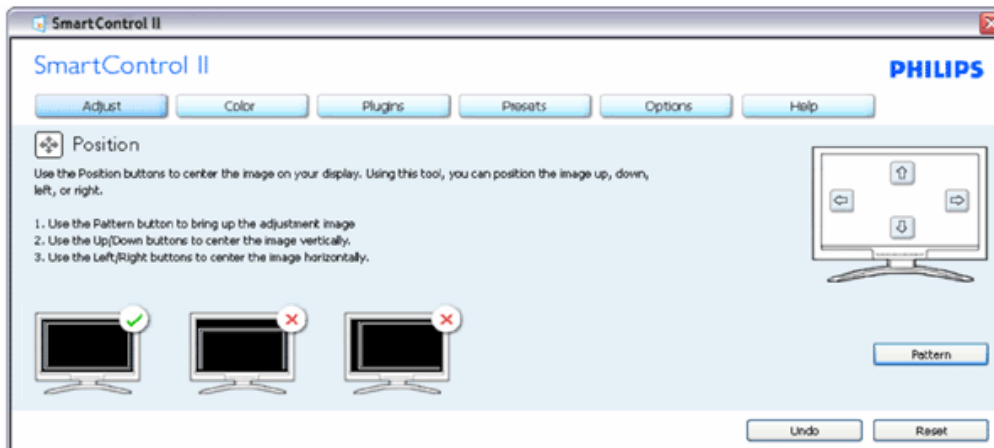 SmartControl II
SmartControl II
PHILIPS
Adjust Color Plugins Presets Options Help
Position
Use the Position buttons to center the image on your display. Using this tool, you can position the image up, down,
left, or right.
1. Use the Pattern button to bring up the adjustment image
2. Use the Up/Down buttons to center the image vertically.
3. Use the Left/Right buttons to center the image horizontally.
Pattern
Undo Reset